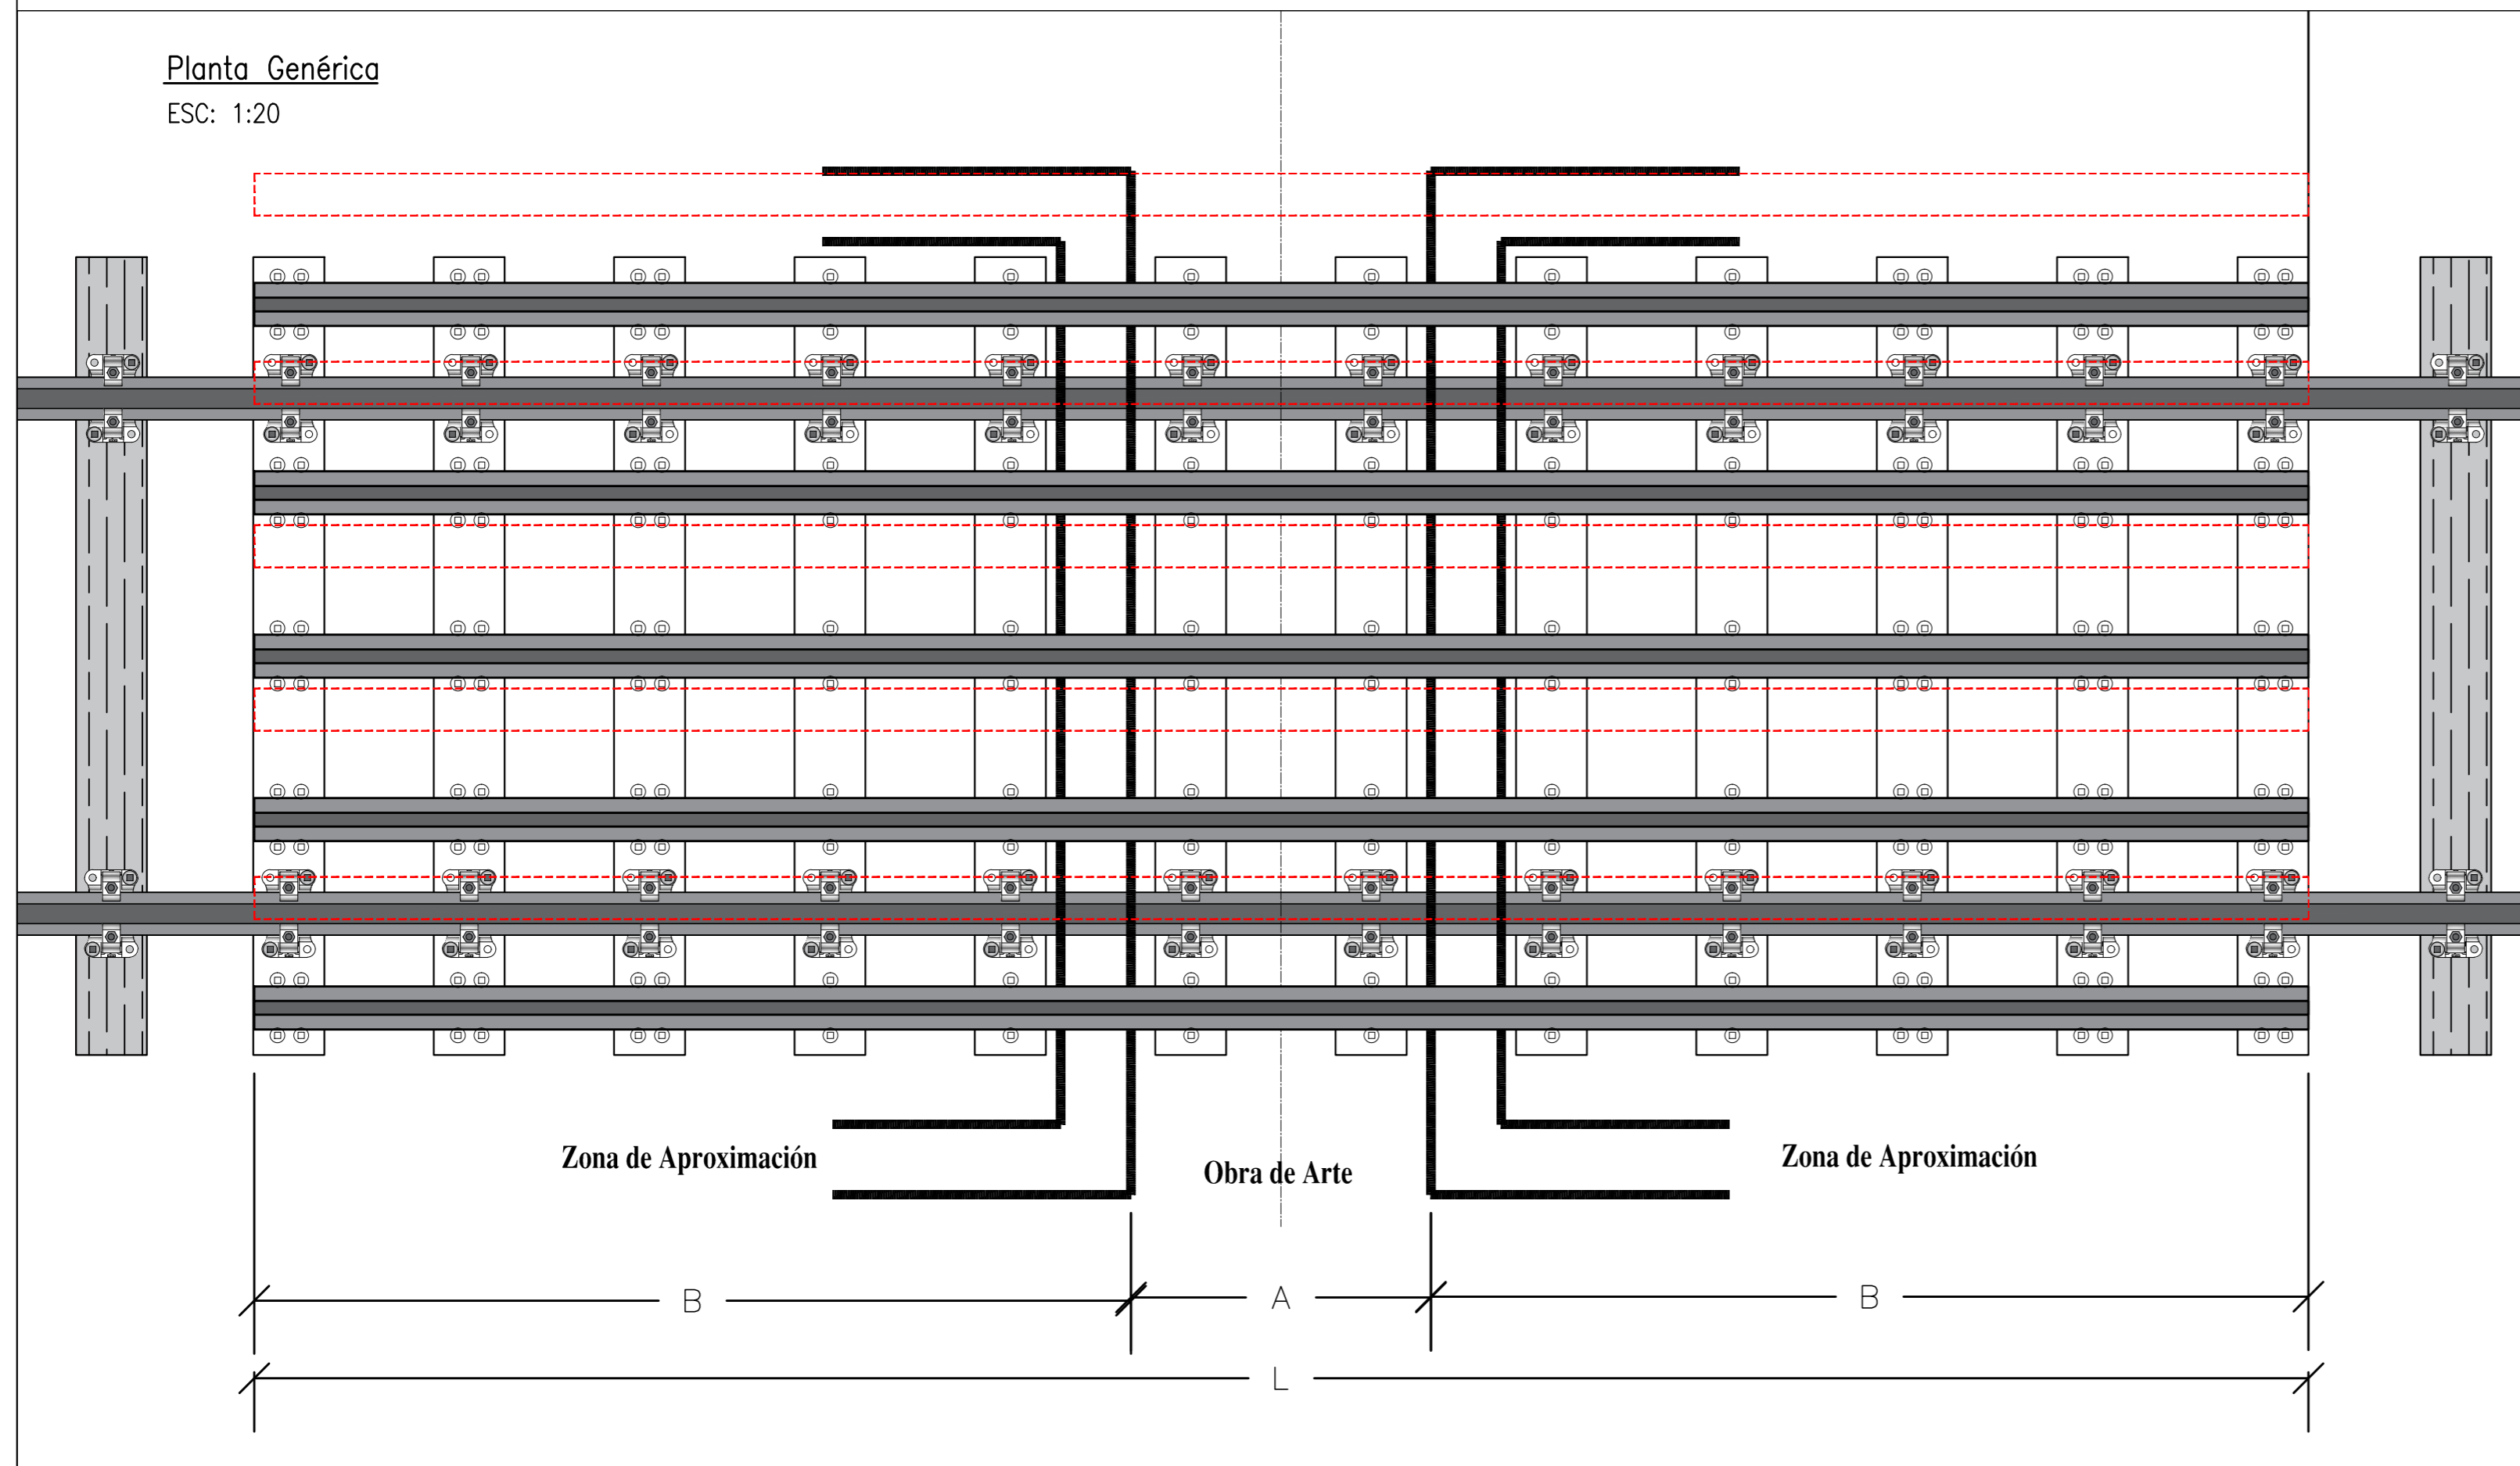 Planta Genérica
ESC: 1:20
Zona de Aproximación
Obra de Arte
Zona de Aproximación
B
A
B
L